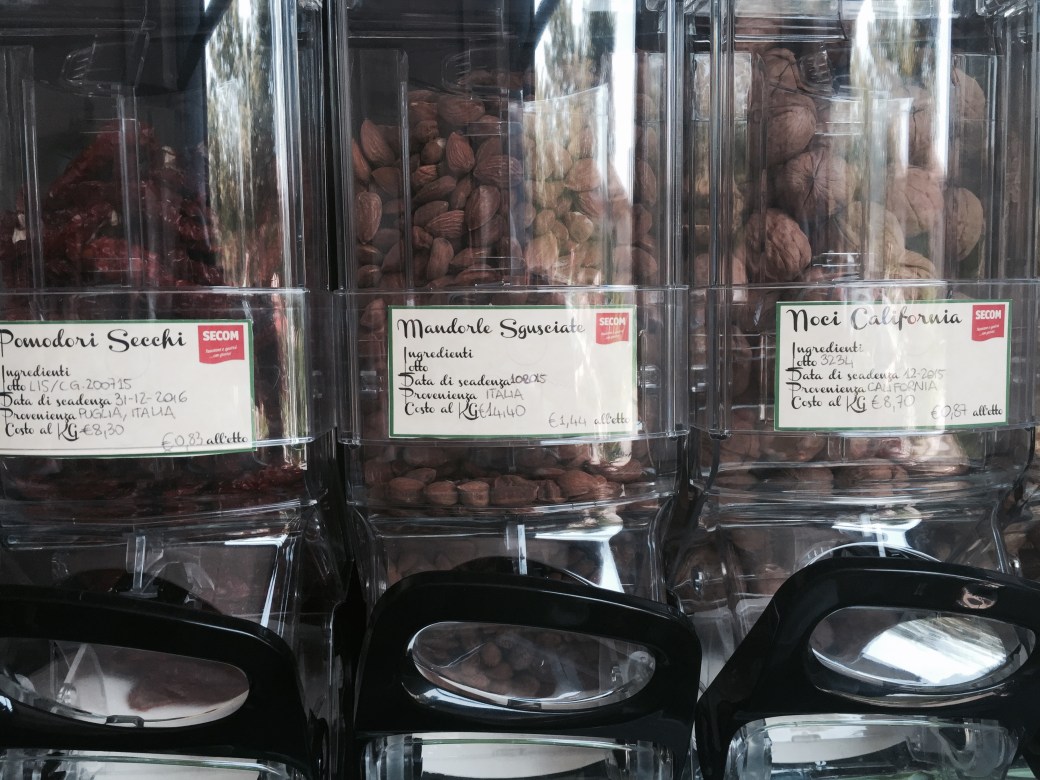 Pomodori Secchi
SECOM
Ingredienti
Lotto LIS/CG.200715
Data di scadenza 31-12-2016
Provenienza PUGLIA, ITALIA
Costo al KG €8,30
€0,83 all'etto
Mandorle Sgusciate
SECOM
Ingredienti
Lotto
Data di scadenza
Provenienza ITALIA
Costo al KG €14,40
€1,44 all'etto
Noci California
SECOM
Ingredienti
Lotto 3234
Data di scadenza 12-2015
Provenienza CALIFORNIA
Costo al KG €8,70
€0,87 all'etto